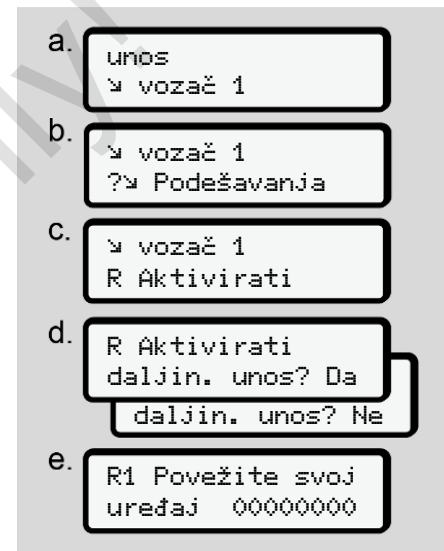 a.
unos
↘ vozač 1
b.
↘ vozač 1
?↘ Podešavanja
c.
↘ vozač 1
R Aktivirati
d.
R Aktivirati
daljin. unos? Da
daljin. unos? Ne
e.
R1 Povežite svoj
uređaj 00000000